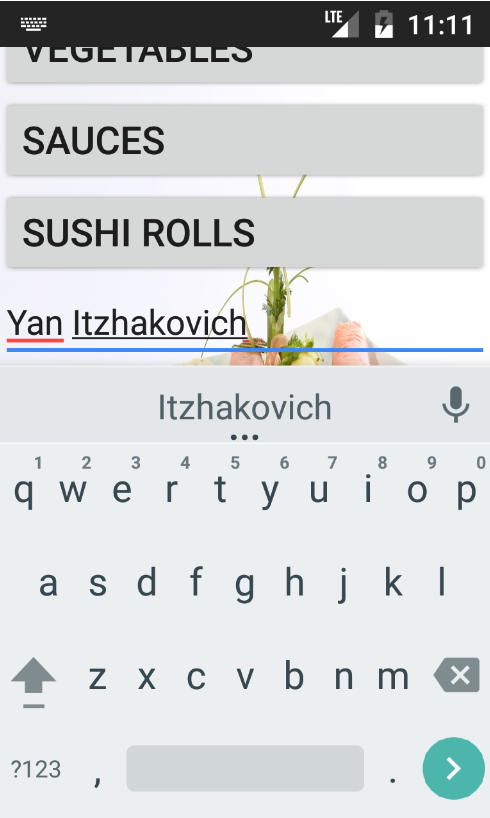 LTE 11:11
VEGETABLES
SAUCES
SUSHI ROLLS
Yan Itzhakovich
Itzhakovich
1 2 3 4 5 6 7 8 9 0
q w e r t y u i o p
a s d f g h j k l
z x c v b n m
?123 , .